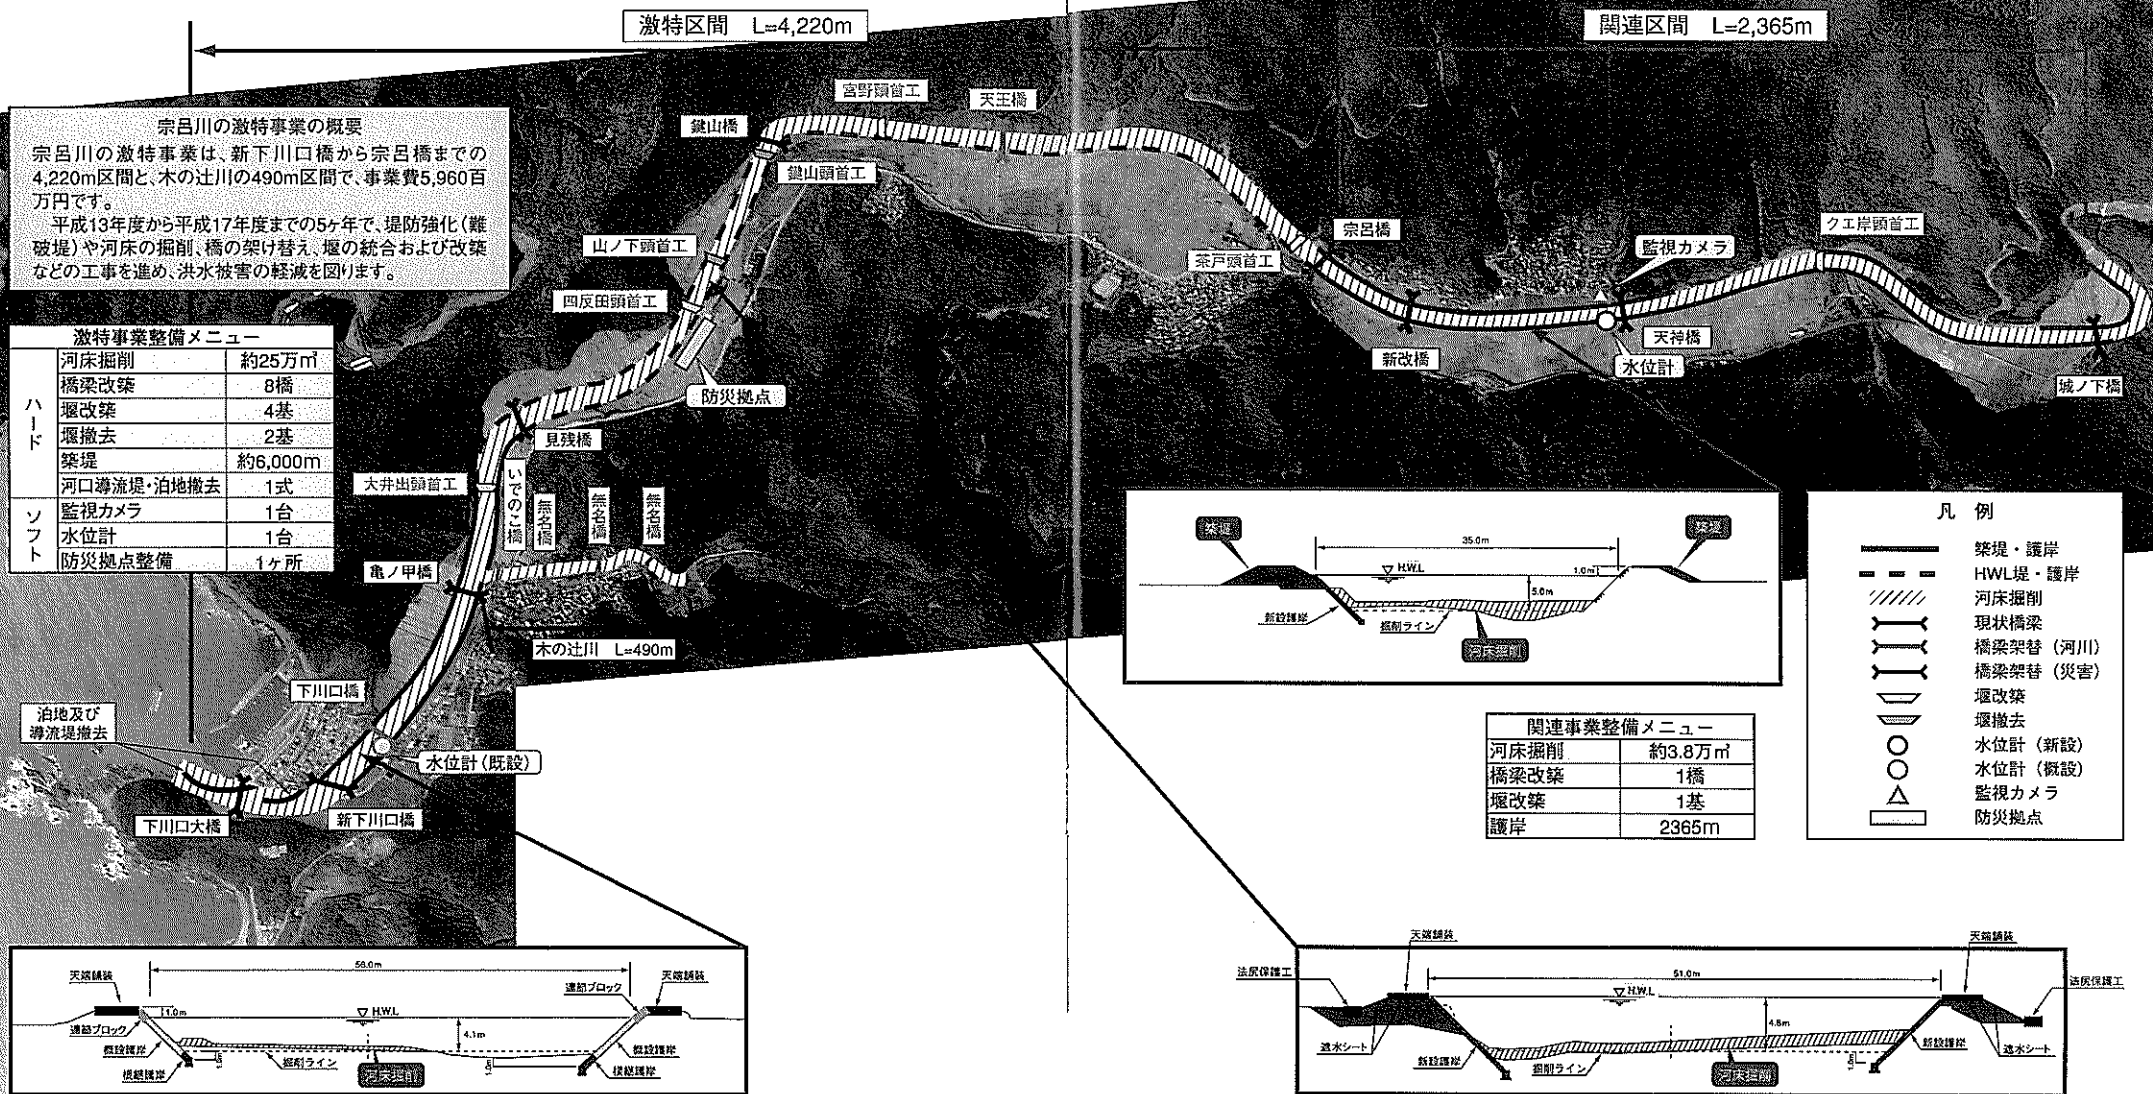 激特区間　L=4,220m
関連区間　L=2,365m
宗呂川の激特事業の概要
宗呂川の激特事業は、新下川口橋から宗呂橋までの
4,220m区間と、木の辻川の490m区間で、事業費5,960百
万円です。
平成13年度から平成17年度までの5ヶ年で、堤防強化（難
破堤）や河床の掘削、橋の架け替え、堰の統合および改築
などの工事を進め、洪水被害の軽減を図ります。
激特事業整備メニュー
ハード
河床掘削　約25万㎥
橋梁改築　8橋
堰改築　4基
堰撤去　2基
築堤　約6,000m
河口導流堤・泊地撤去　1式
ソフト
監視カメラ　1台
水位計　1台
防災拠点整備　1ヶ所
宮野頭首工
天王橋
鍵山橋
鍵山頭首工
山ノ下頭首工
四反田頭首工
防災拠点
見残橋
大井出頭首工
いでのこ橋
無名橋
無名橋
無名橋
亀ノ甲橋
木の辻川　L=490m
下川口橋
泊地及び
導流堤撤去
水位計（既設）
下川口大橋
新下川口橋
宗呂橋
茶戸頭首工
監視カメラ
クエ岸頭首工
新改橋
天神橋
水位計
城ノ下橋
築堤
築堤
35.0m
H.W.L
1.0m
5.0m
新設護岸
掘削ライン
河床掘削
凡　例
築堤・護岸
HWL堤・護岸
河床掘削
現状橋梁
橋梁架替（河川）
橋梁架替（災害）
堰改築
堰撤去
水位計（新設）
水位計（概設）
監視カメラ
防災拠点
関連事業整備メニュー
河床掘削　約3.8万㎥
橋梁改築　1橋
堰改築　1基
護岸　2365m
天端舗装
56.0m
天端舗装
連節ブロック
1.0m
H.W.L
連節ブロック
4.1m
概設護岸
概設護岸
根継護岸
掘削ライン
河床掘削
1.0m
根継護岸
天端舗装
天端舗装
法尻保護工
51.0m
法尻保護工
H.W.L
4.8m
遮水シート
新設護岸
掘削ライン
河床掘削
1.0m
新設護岸
遮水シート